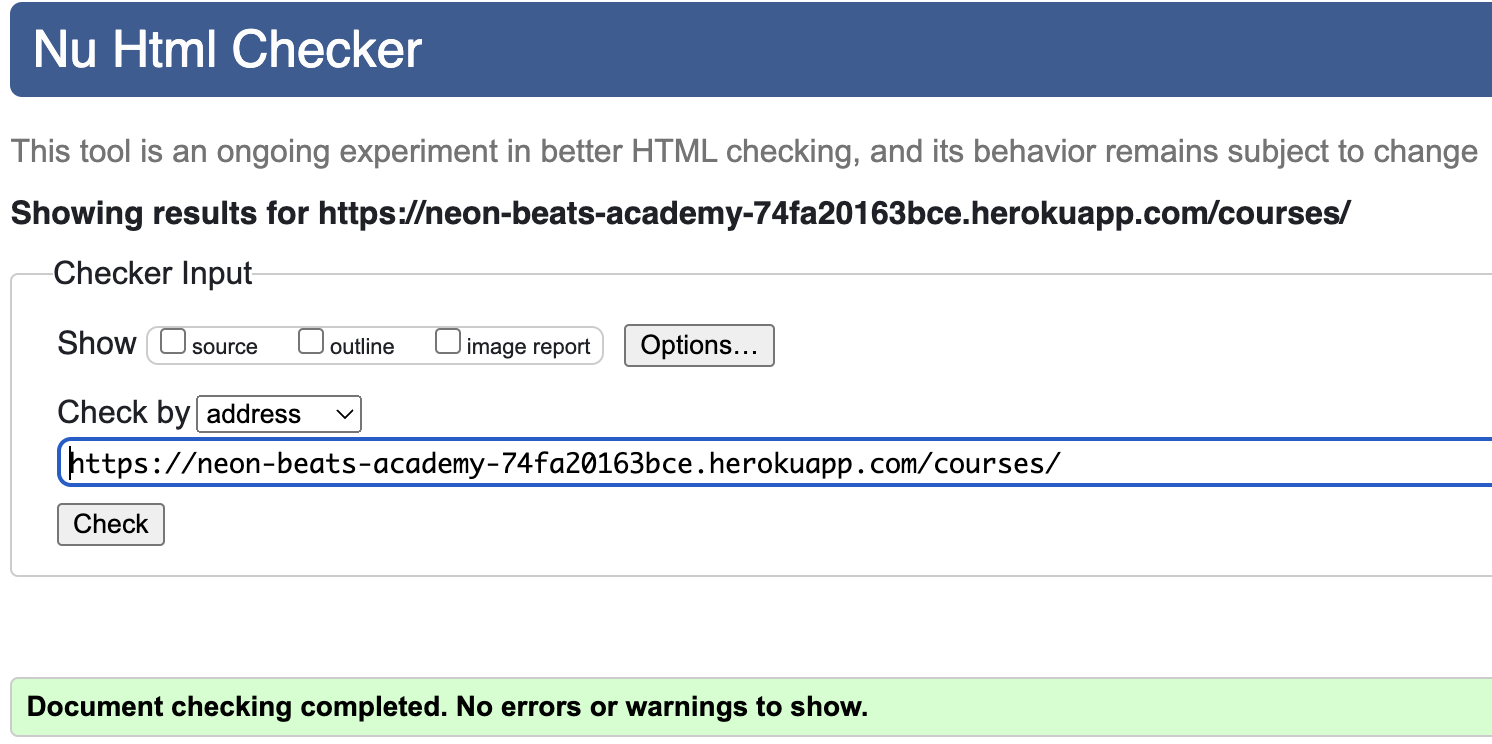 Nu Html Checker
This tool is an ongoing experiment in better HTML checking, and its behavior remains subject to change
Showing results for https://neon-beats-academy-74fa20163bce.herokuapp.com/courses/
Checker Input
Show source outline image report Options…
Check by address
https://neon-beats-academy-74fa20163bce.herokuapp.com/courses/
Check
Document checking completed. No errors or warnings to show.